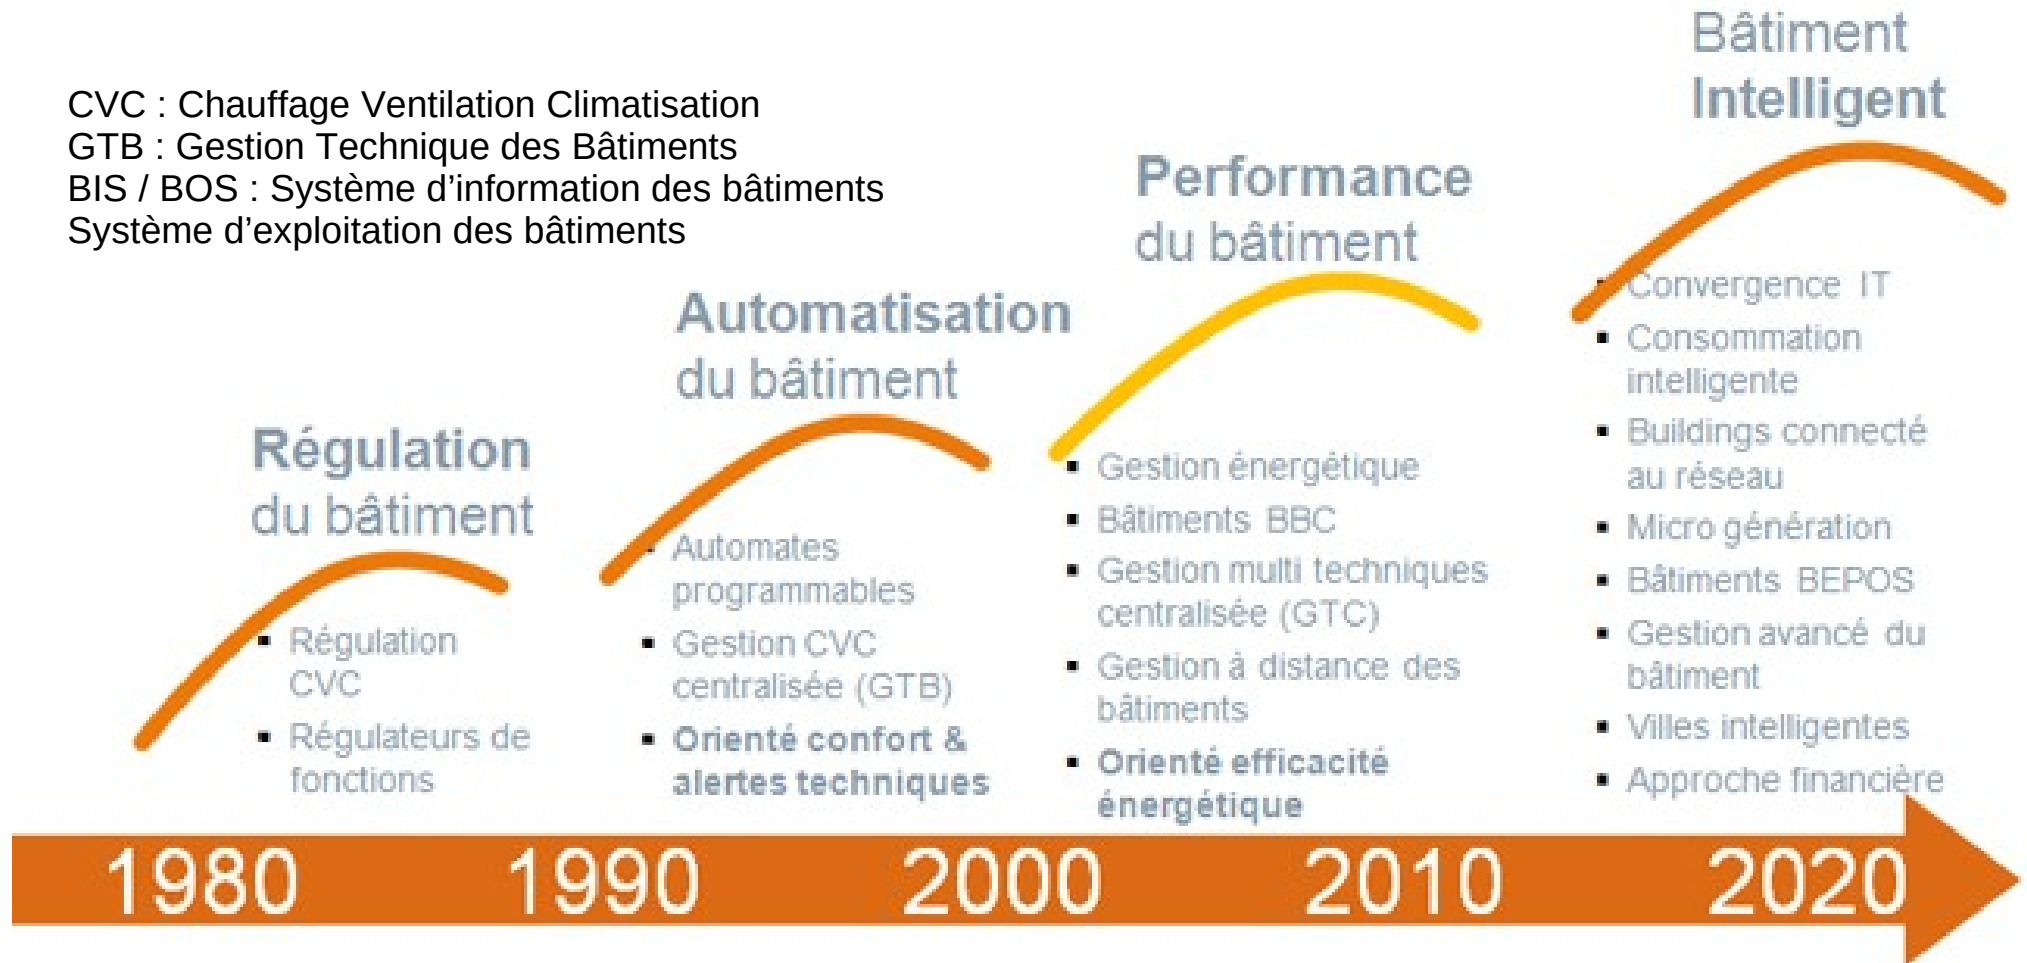 CVC : Chauffage Ventilation Climatisation
GTB : Gestion Technique des Bâtiments
BIS / BOS : Système d’information des bâtiments
Système d’exploitation des bâtiments
Régulation
du bâtiment
▪ Régulation
CVC
▪ Régulateurs de
fonctions
Automatisation
du bâtiment
▪ Automates
programmables
▪ Gestion CVC
centralisée (GTB)
▪ Orienté confort &
alertes techniques
Performance
du bâtiment
▪ Gestion énergétique
▪ Bâtiments BBC
▪ Gestion multi techniques
centralisée (GTC)
▪ Gestion à distance des
bâtiments
▪ Orienté efficacité
énergétique
Bâtiment
Intelligent
▪ Convergence IT
▪ Consommation
intelligente
▪ Buildings connecté
au réseau
▪ Micro génération
▪ Bâtiments BEPOS
▪ Gestion avancé du
bâtiment
▪ Villes intelligentes
▪ Approche financière
1980 1990 2000 2010 2020